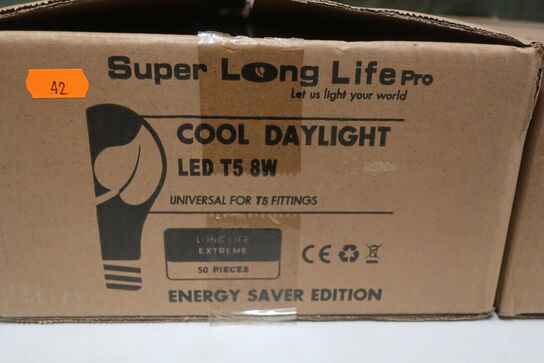 Super Long Life Pro
Let us light your world
42.
COOL DAYLIGHT
LED T5 8W
UNIVERSAL FOR T5 FITTINGS
LONG LIFE
EXTREME
50 PIECES
CE
ENERGY SAVER EDITION